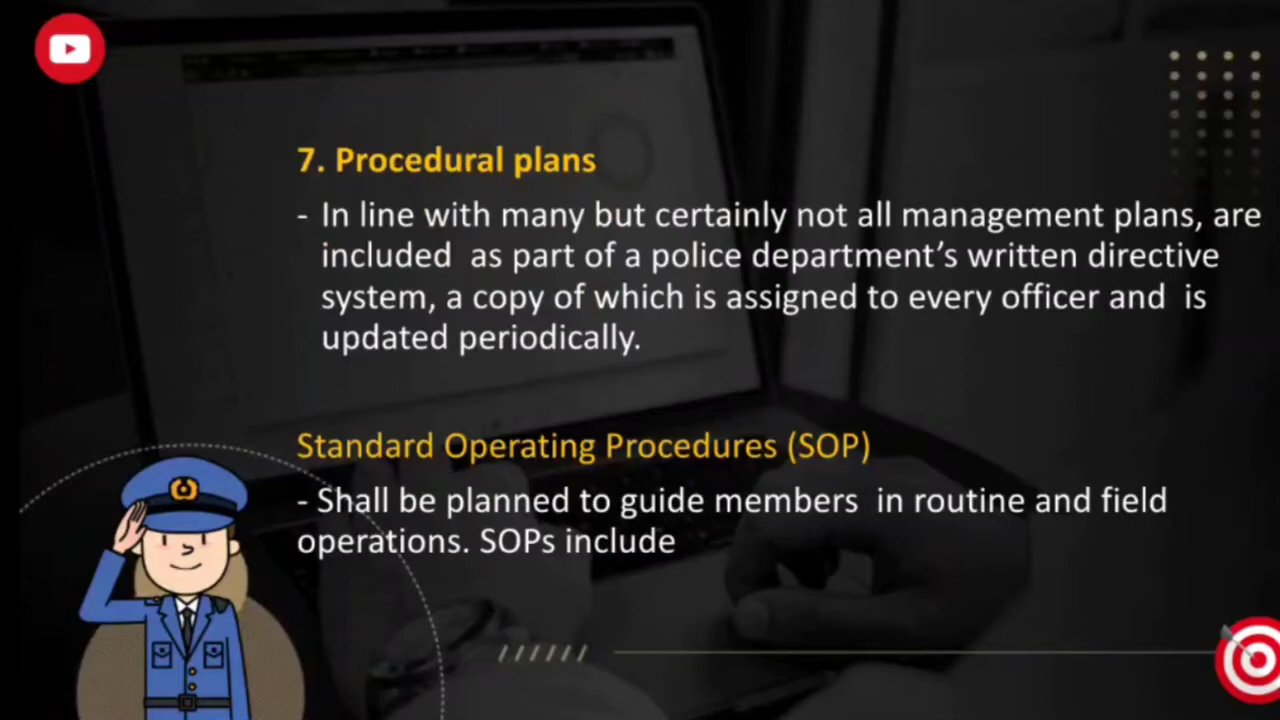 7. Procedural plans
- In line with many but certainly not all management plans, are
included as part of a police department’s written directive
system, a copy of which is assigned to every officer and is
updated periodically.
Standard Operating Procedures (SOP)
- Shall be planned to guide members in routine and field
operations. SOPs include